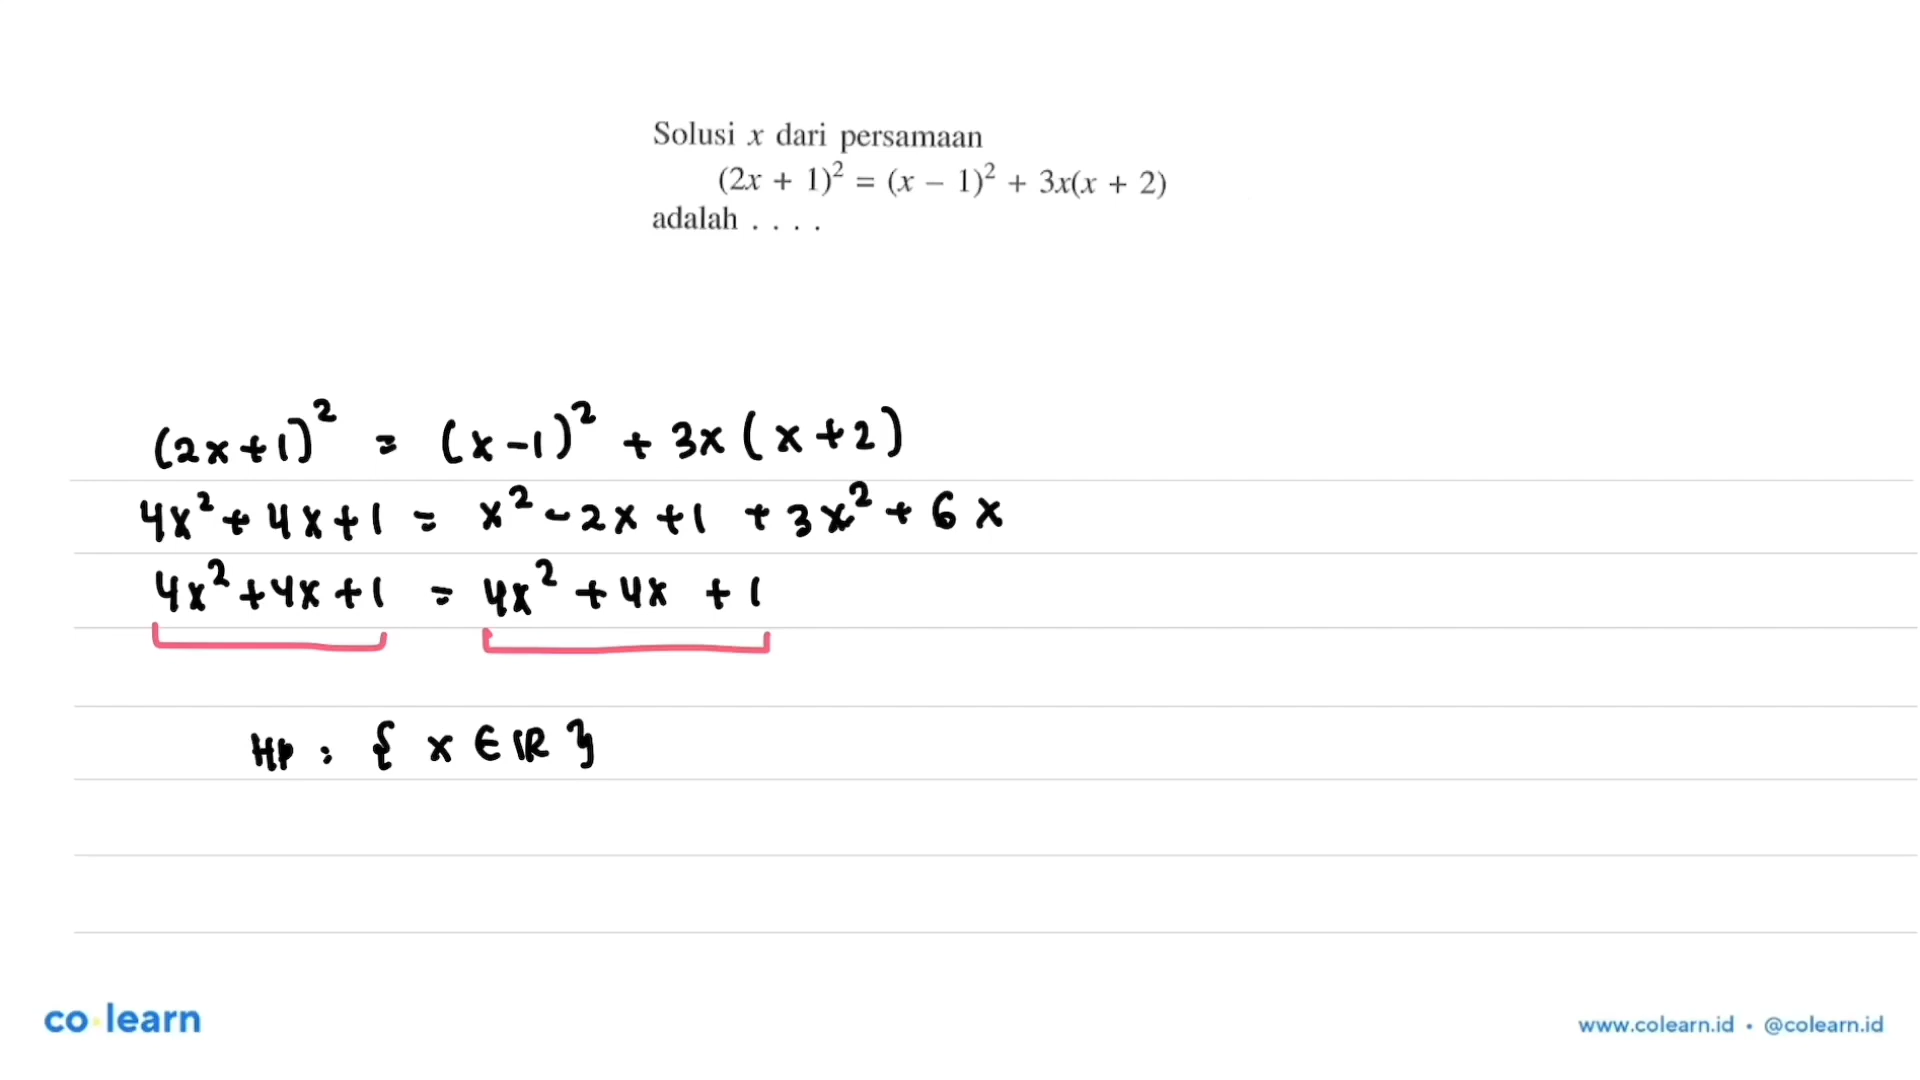 Solusi x dari persamaan
(2x + 1)² = (x − 1)² + 3x(x + 2)
adalah . . . .
(2x+1)² = (x-1)² + 3x(x+2)
4x²+4x+1 = x²-2x+1 + 3x²+6x
4x²+4x+1 = 4x²+4x +1
HP : { x ∈ ℝ }
co learn
www.colearn.id • @colearn.id